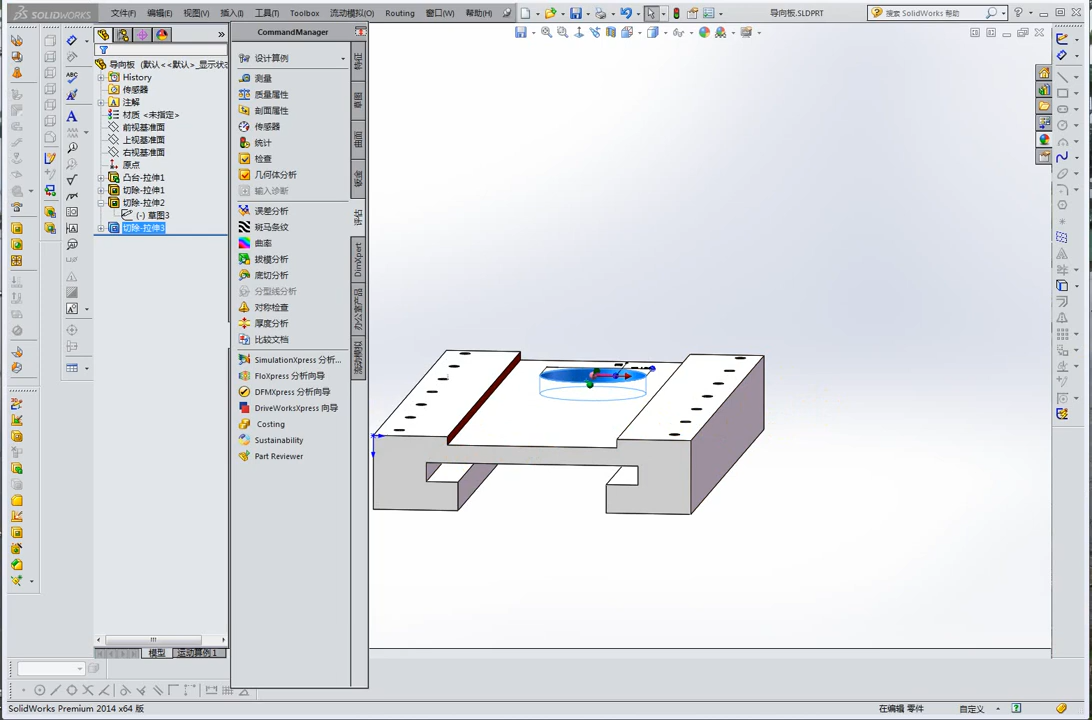 SOLIDWORKS
文件(F)
编辑(E)
视图(V)
插入(I)
工具(T)
Toolbox
流动模拟(O)
Routing
窗口(W)
帮助(H)
导向板.SLDPRT
搜索 SolidWorks 帮助
CommandManager
导向板 (默认<<默认>_显示状态
History
传感器
注解
材质 <未指定>
前视基准面
上视基准面
右视基准面
原点
凸台-拉伸1
切除-拉伸1
切除-拉伸2
(-) 草图3
切除-拉伸3
设计算例
测量
质量属性
剖面属性
传感器
统计
检查
几何体分析
输入诊断
误差分析
斑马条纹
曲率
拔模分析
底切分析
分型线分析
对称检查
厚度分析
比较文档
SimulationXpress 分析...
FloXpress 分析向导
DFMXpress 分析向导
DriveWorksXpress 向导
Costing
Sustainability
Part Reviewer
特征
草图
曲面
钣金
评估
DimXpert
办公室产品
流动模拟
模型
运动算例 1
SolidWorks Premium 2014 x64 版
在编辑 零件
自定义